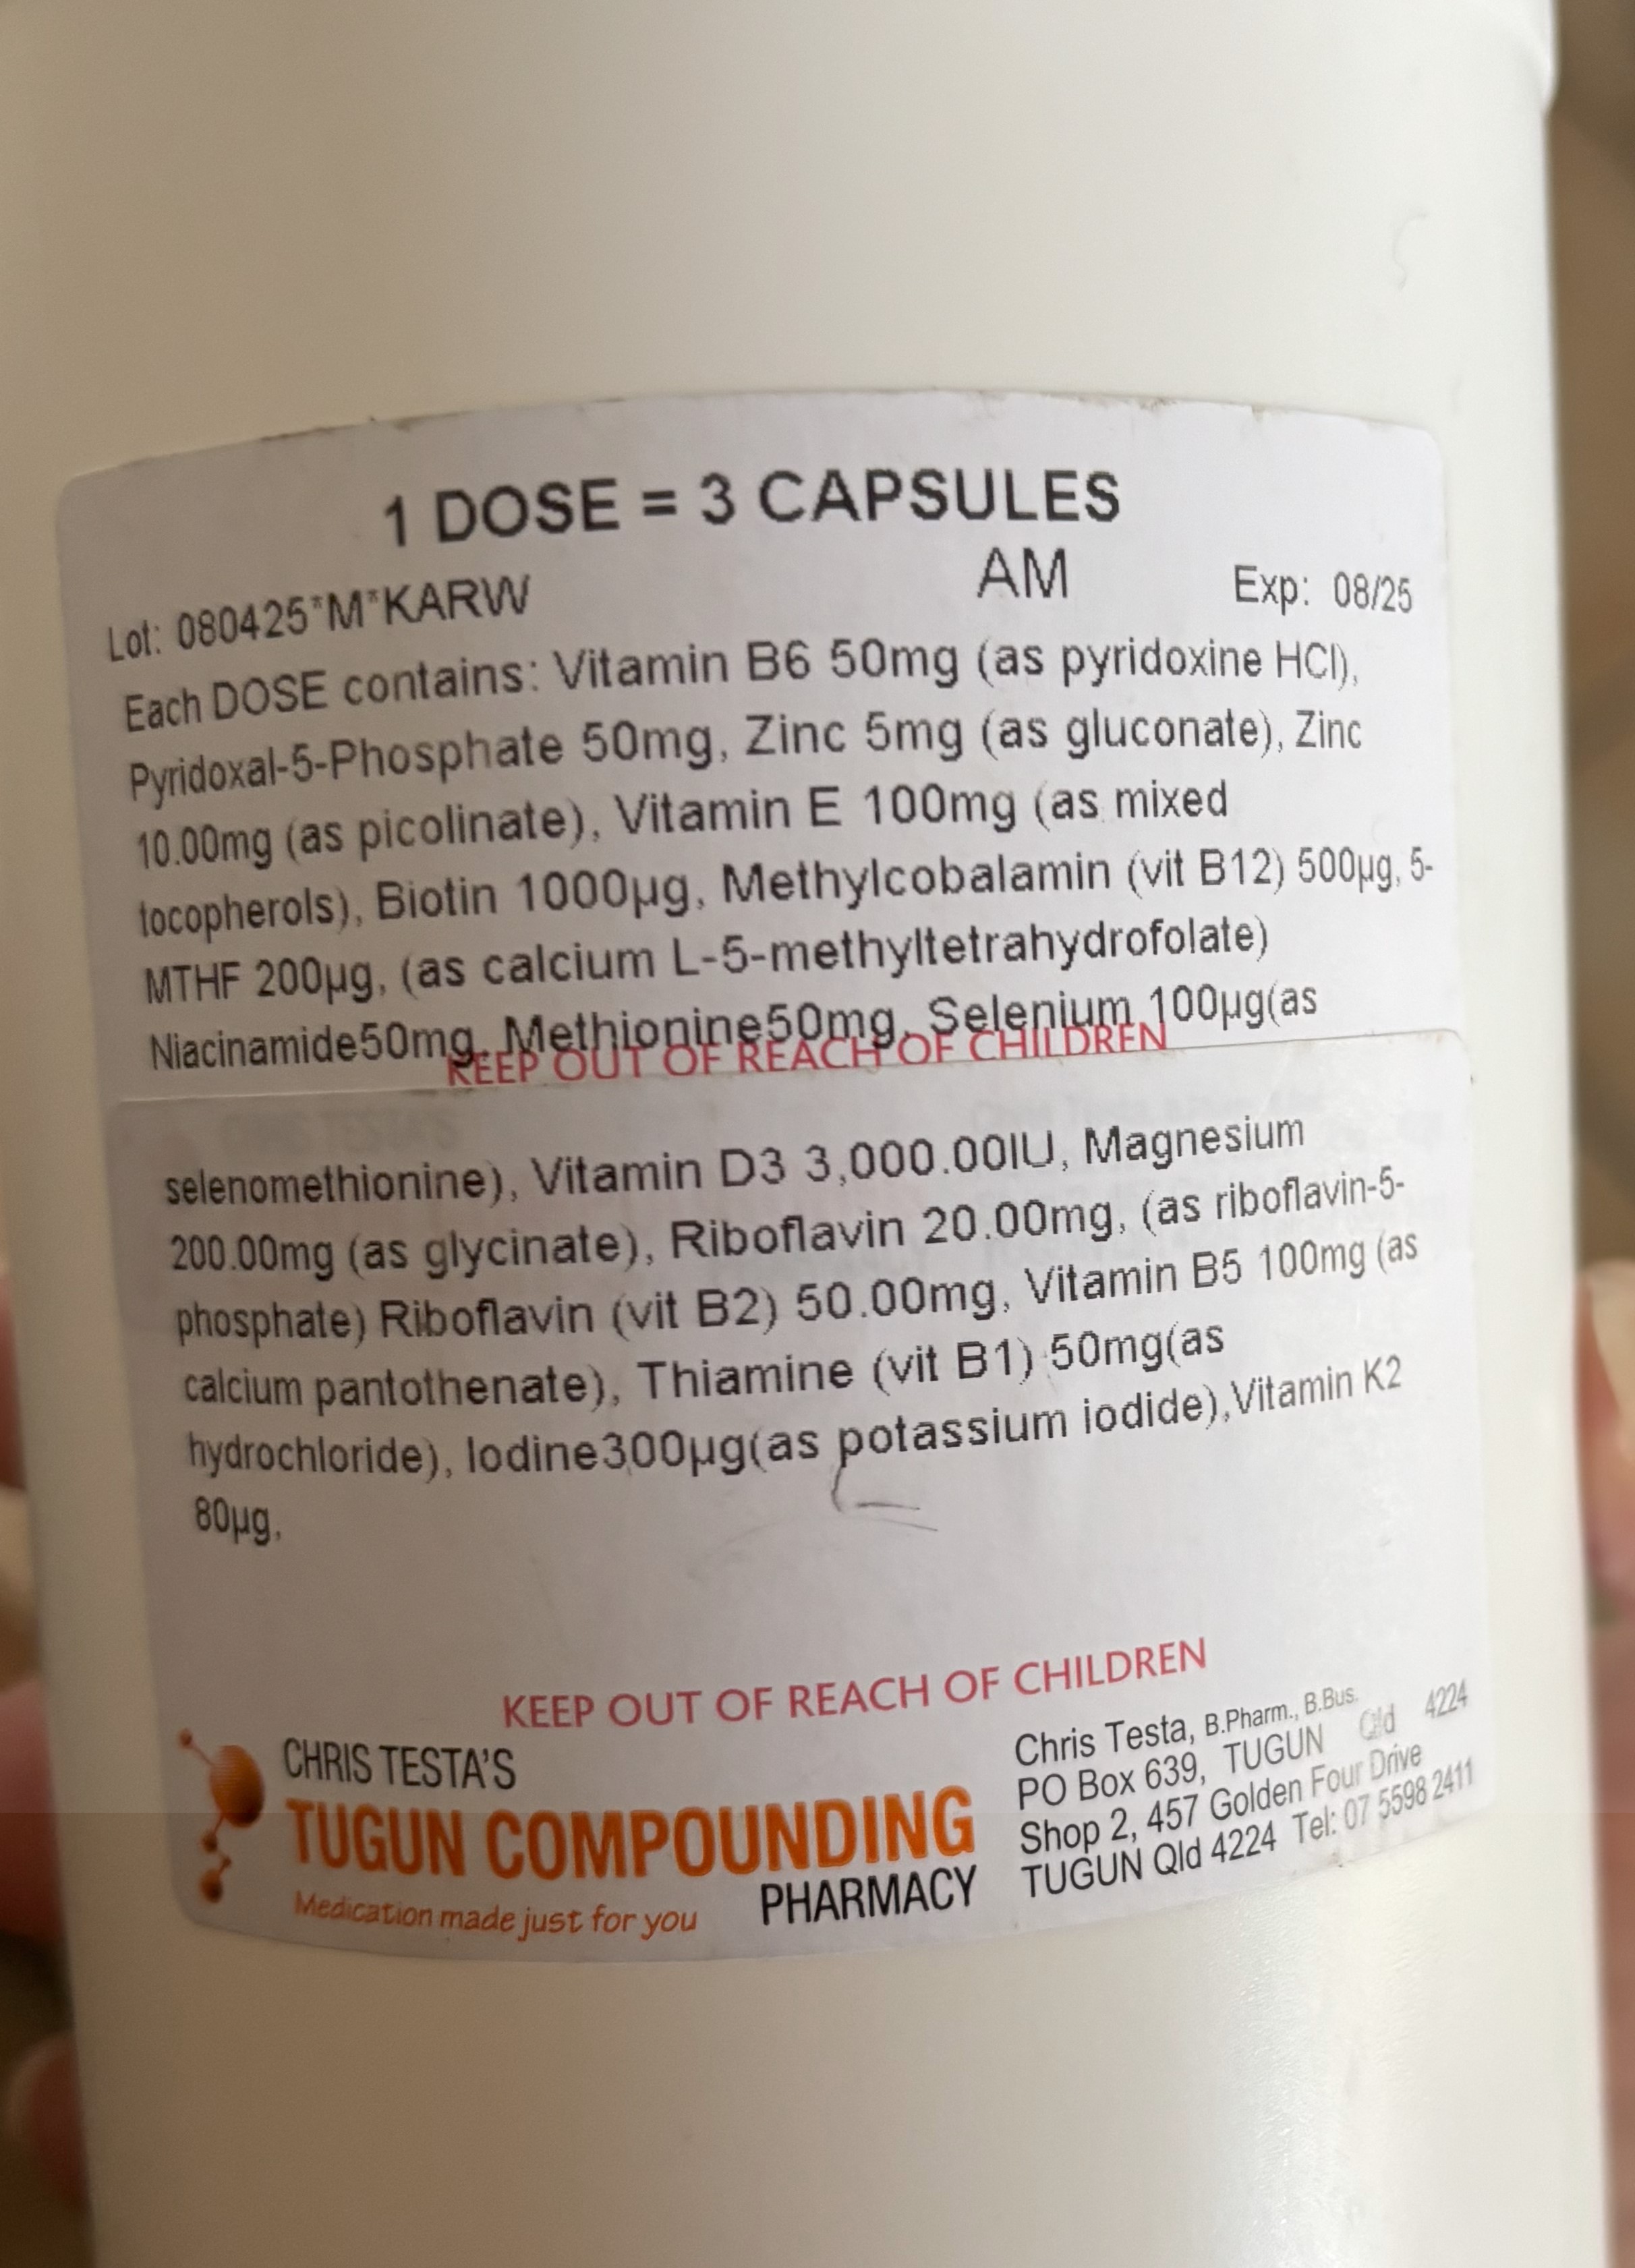 1 DOSE = 3 CAPSULES
AM
Lot: 080425*M*KARW Exp: 08/25
Each DOSE contains: Vitamin B6 50mg (as pyridoxine HCl),
Pyridoxal-5-Phosphate 50mg, Zinc 5mg (as gluconate), Zinc
10.00mg (as picolinate), Vitamin E 100mg (as mixed
tocopherols), Biotin 1000µg, Methylcobalamin (vit B12) 500µg, 5-
MTHF 200µg, (as calcium L-5-methyltetrahydrofolate)
Niacinamide50mg, Methionine50mg, Selenium 100µg(as
KEEP OUT OF REACH OF CHILDREN
selenomethionine), Vitamin D3 3,000.00IU, Magnesium
200.00mg (as glycinate), Riboflavin 20.00mg, (as riboflavin-5-
phosphate) Riboflavin (vit B2) 50.00mg, Vitamin B5 100mg (as
calcium pantothenate), Thiamine (vit B1) 50mg(as
hydrochloride), Iodine300µg(as potassium iodide),Vitamin K2
80µg,
KEEP OUT OF REACH OF CHILDREN
CHRIS TESTA'S
TUGUN COMPOUNDING
PHARMACY
Medication made just for you
Chris Testa, B.Pharm., B.Bus.
PO Box 639, TUGUN Qld 4224
Shop 2, 457 Golden Four Drive
TUGUN Qld 4224 Tel: 07 5598 2411